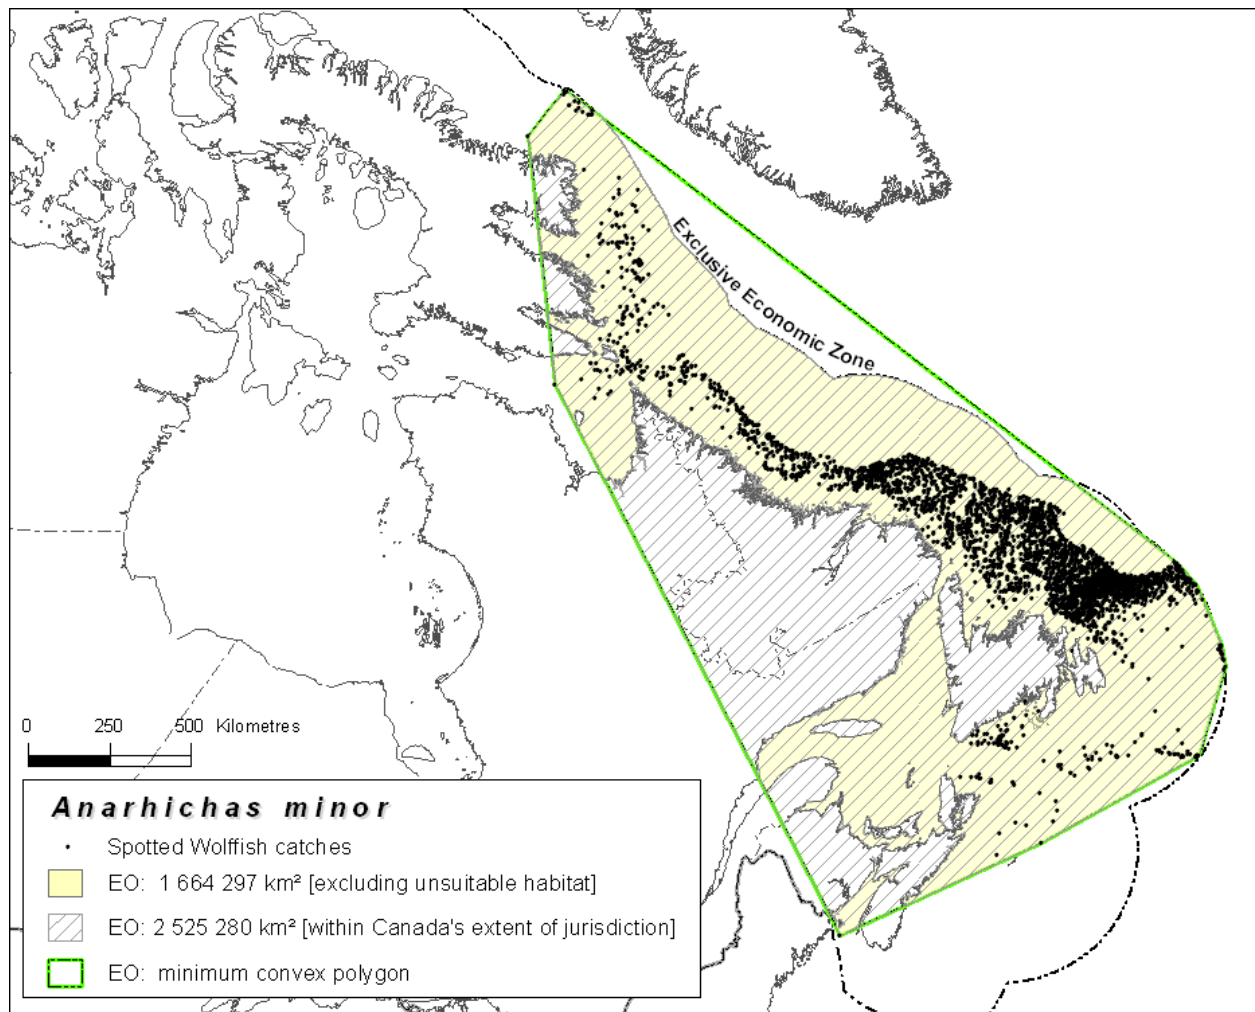 Exclusive Economic Zone
0 250 500 Kilometres
Anarhichas minor
Spotted Wolffish catches
EO: 1 664 297 km² [excluding unsuitable habitat]
EO: 2 525 280 km² [within Canada's extent of jurisdiction]
EO: minimum convex polygon